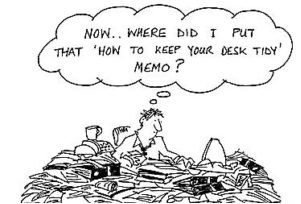 NOW.. WHERE DID I PUT
THAT 'HOW TO KEEP YOUR DESK TIDY'
MEMO?